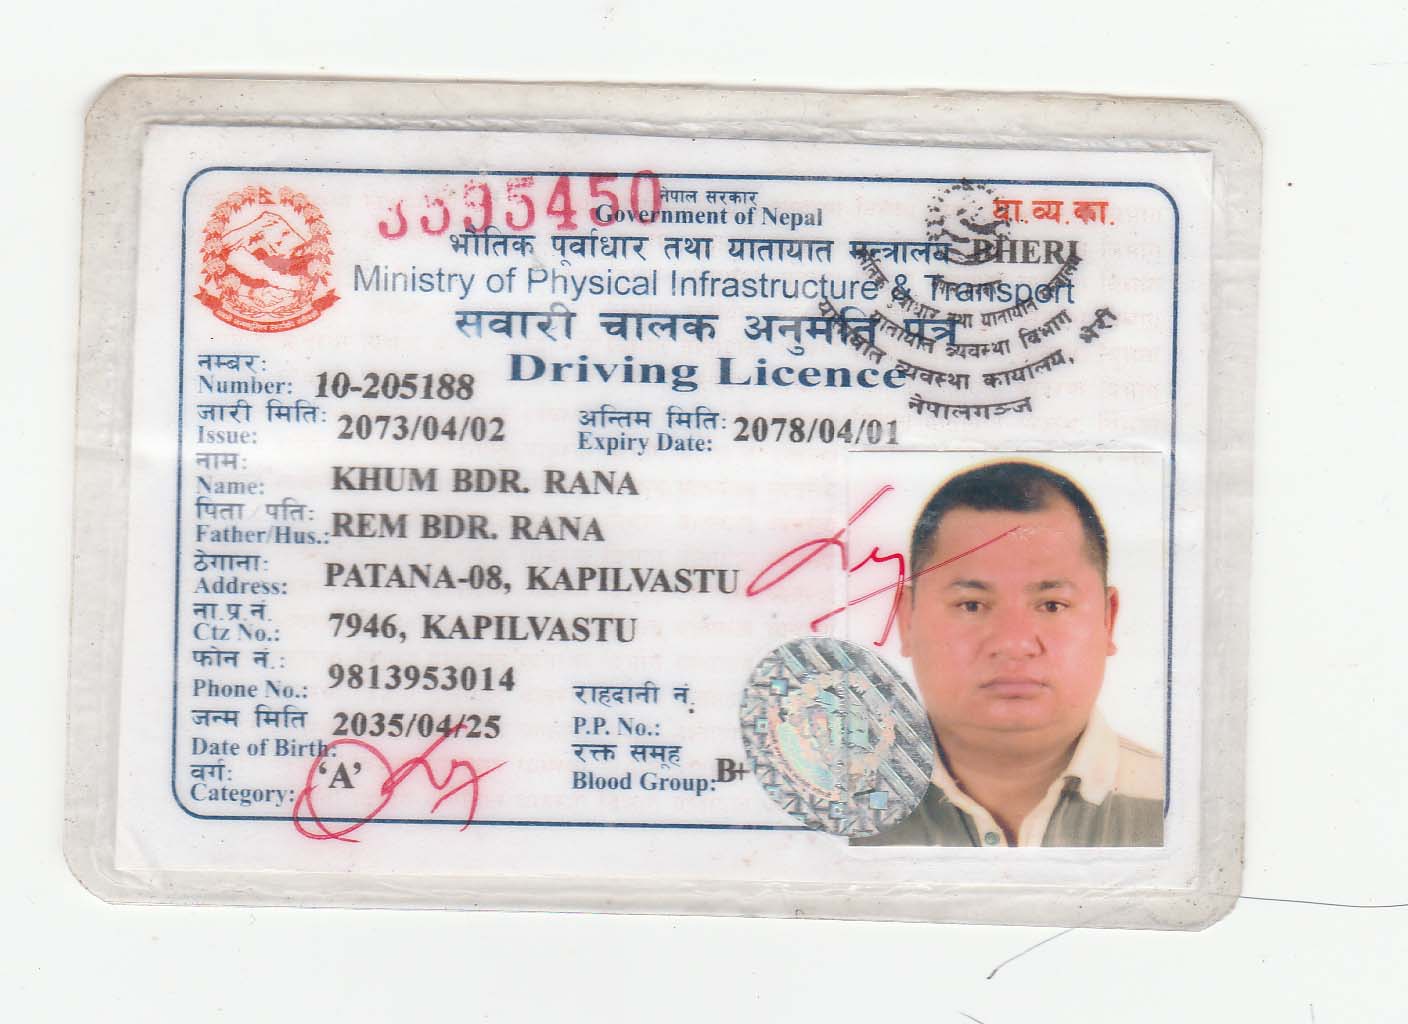 595450
नेपाल सरकार
Government of Nepal
या.व्य.का.
BHERI
भौतिक पूर्वाधार तथा यातायात मन्त्रालय
Ministry of Physical Infrastructure & Transport
सवारी चालक अनुमति पत्र
Driving Licence
भौतिक पूर्वाधार तथा यातायात
यातायात व्यवस्था विभाग
यातायात व्यवस्था कार्यालय, भेरी
नेपालगञ्ज
नम्बर:
Number: 10-205188
जारी मिति:
Issue: 2073/04/02
अन्तिम मिति:
Expiry Date: 2078/04/01
नाम:
Name: KHUM BDR. RANA
पिता पति:
Father/Hus.: REM BDR. RANA
ठेगाना:
Address: PATANA-08, KAPILVASTU
ना.प्र.नं.
Ctz No.: 7946, KAPILVASTU
फोन नं.:
Phone No.: 9813953014
राहदानी नं.
P.P. No.:
जन्म मिति
Date of Birth: 2035/04/25
रक्त समूह
Blood Group: B+
वर्ग:
Category: ‘A’